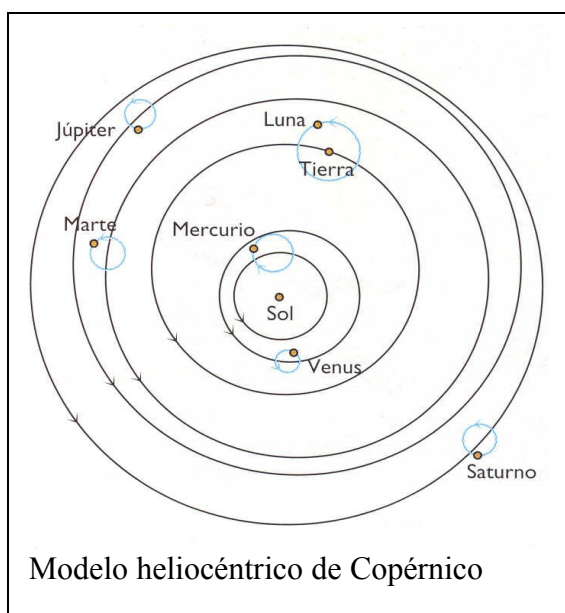 Luna
Júpiter
Tierra
Marte
Mercurio
Sol
Venus
Saturno
Modelo heliocéntrico de Copérnico